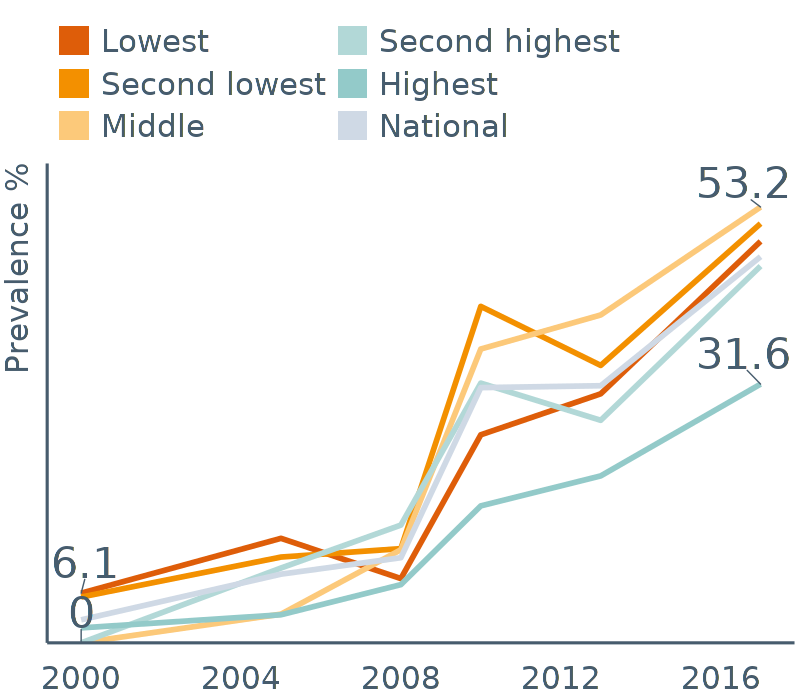 Lowest
Second lowest
Middle
Second highest
Highest
National
Prevalence %
53.2
31.6
6.1
0
2000 2004 2008 2012 2016